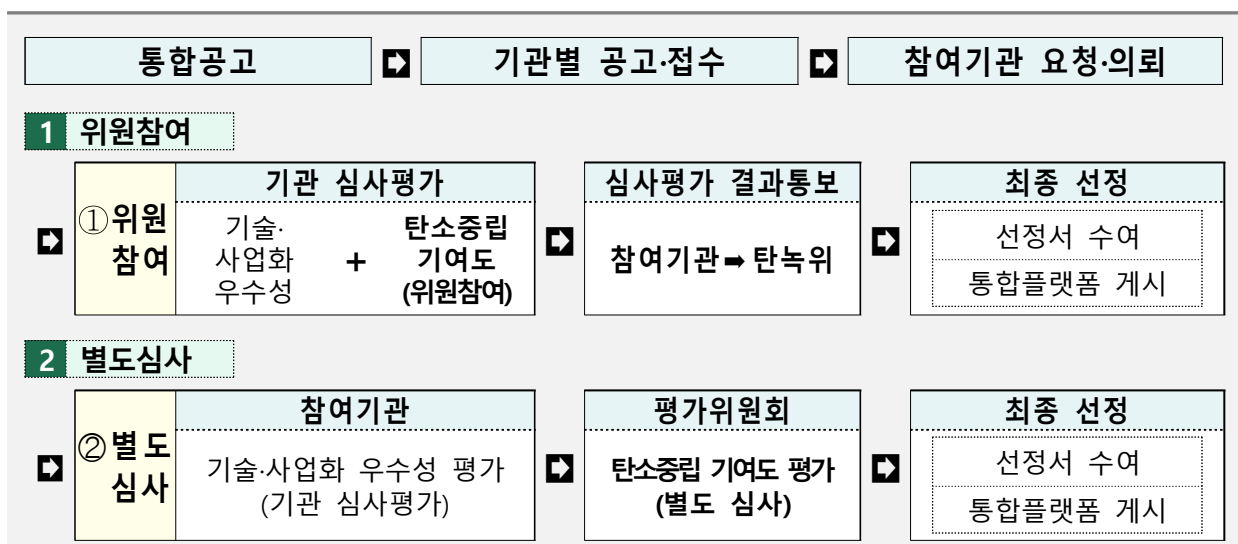 통합공고 기관별 공고·접수 참여기관 요청·의뢰
1 위원참여
①위원
참여
기관 심사평가
기술·
사업화
우수성
+
탄소중립
기여도
(위원참여)
심사평가 결과통보
참여기관➡탄녹위
최종 선정
선정서 수여
통합플랫폼 게시
2 별도심사
②별도
심사
참여기관
기술·사업화 우수성 평가
(기관 심사평가)
평가위원회
탄소중립 기여도 평가
(별도 심사)
최종 선정
선정서 수여
통합플랫폼 게시